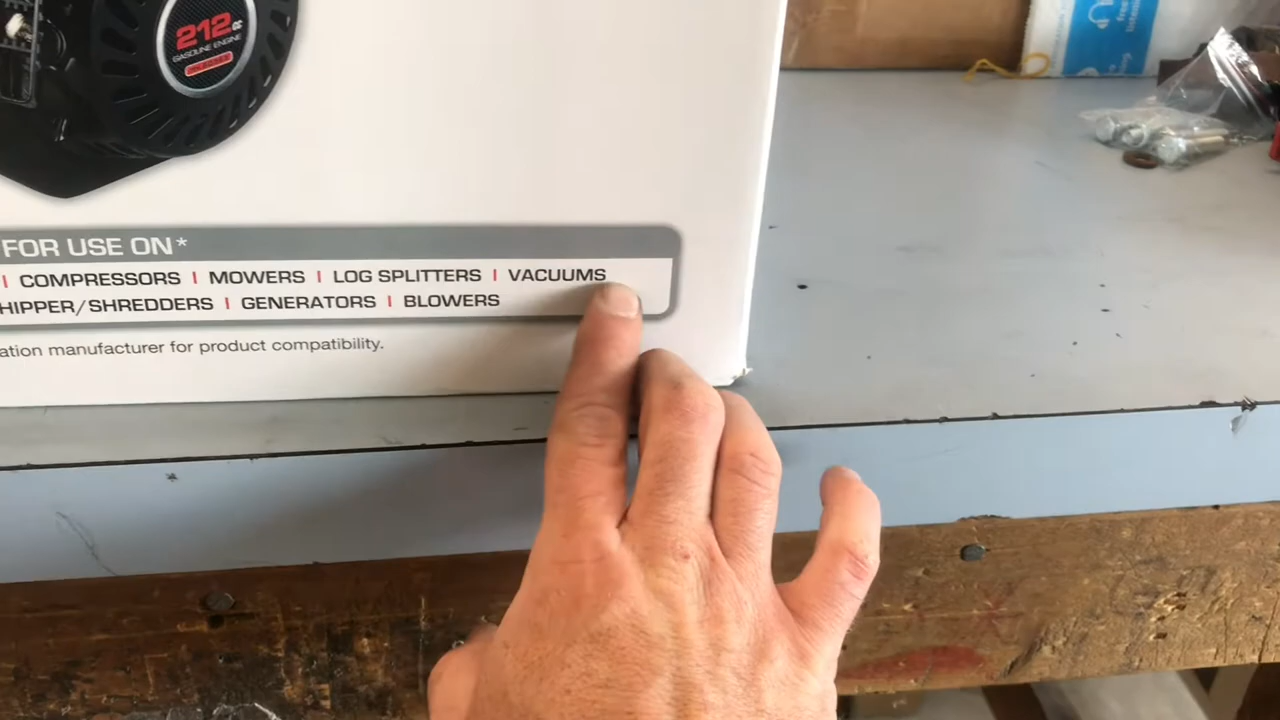 212cc
GASOLINE ENGINE
FOR USE ON*
| COMPRESSORS | MOWERS | LOG SPLITTERS | VACUUMS
HIPPER/SHREDDERS | GENERATORS | BLOWERS
ation manufacturer for product compatibility.